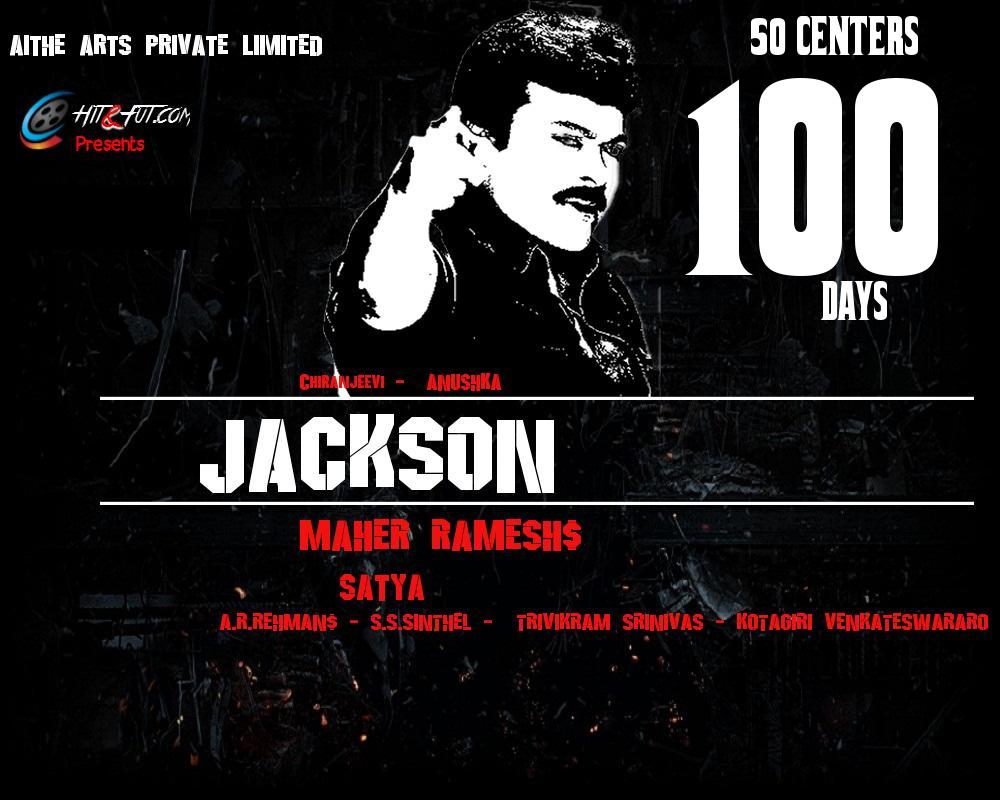 AITHE ARTS PRIVATE LIIMITED
HIT&FUT.COM
Presents
50 CENTERS
100
DAYS
CHIRANJEEVI - ANUSHKA
JACKSON
MAHER RAMESH$
SATYA
A.R.REHMAN$ - S.S.SINTHEL - TRIVIKRAM SRINIVAS - KOTAGIRI VENKATESWARARO